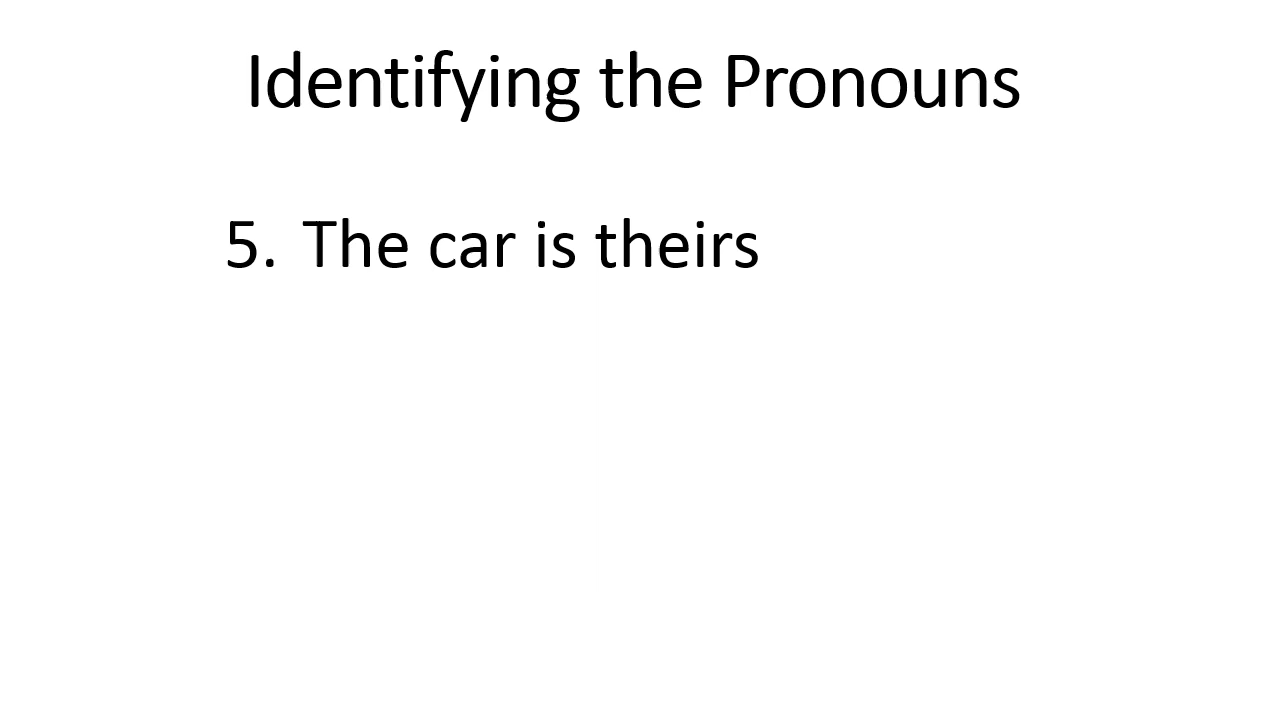 Identifying the Pronouns
5. The car is theirs